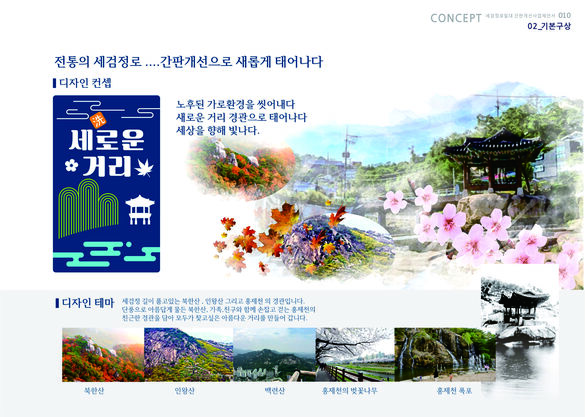 CONCEPT 세검정로일대 간판개선사업제안서 010
02_기본구상
전통의 세검정로 ....간판개선으로 새롭게 태어나다
디자인 컨셉
洗
세로운
거리
노후된 가로환경을 씻어내다
새로운 거리 경관으로 태어나다
세상을 향해 빛나다.
디자인 테마
세검정 길이 품고있는 북한산 , 인왕산 그리고 홍제천 의 경관입니다.
단풍으로 아름답게 물든 북한산, 가족,친구와 함께 손잡고 걷는 홍제천의
친근한 경관을 담아 모두가 찾고싶은 아름다운 거리를 만들어 갑니다.
북한산
인왕산
백련산
홍제천의 벚꽃나무
홍제천 폭포